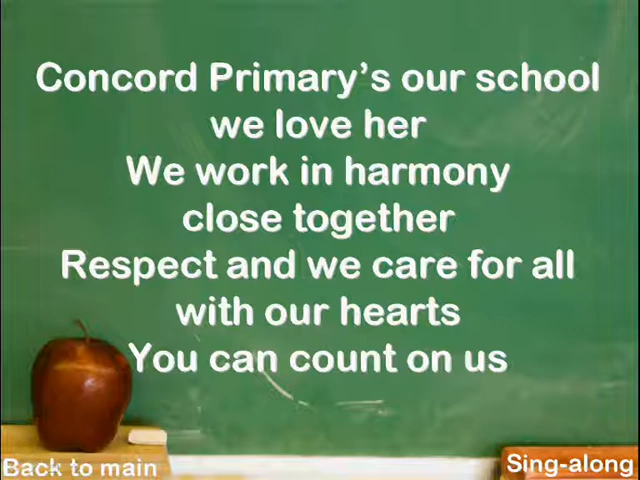 Concord Primary's our school
we love her
We work in harmony
close together
Respect and we care for all
with our hearts
You can count on us
Back to main
Sing-along